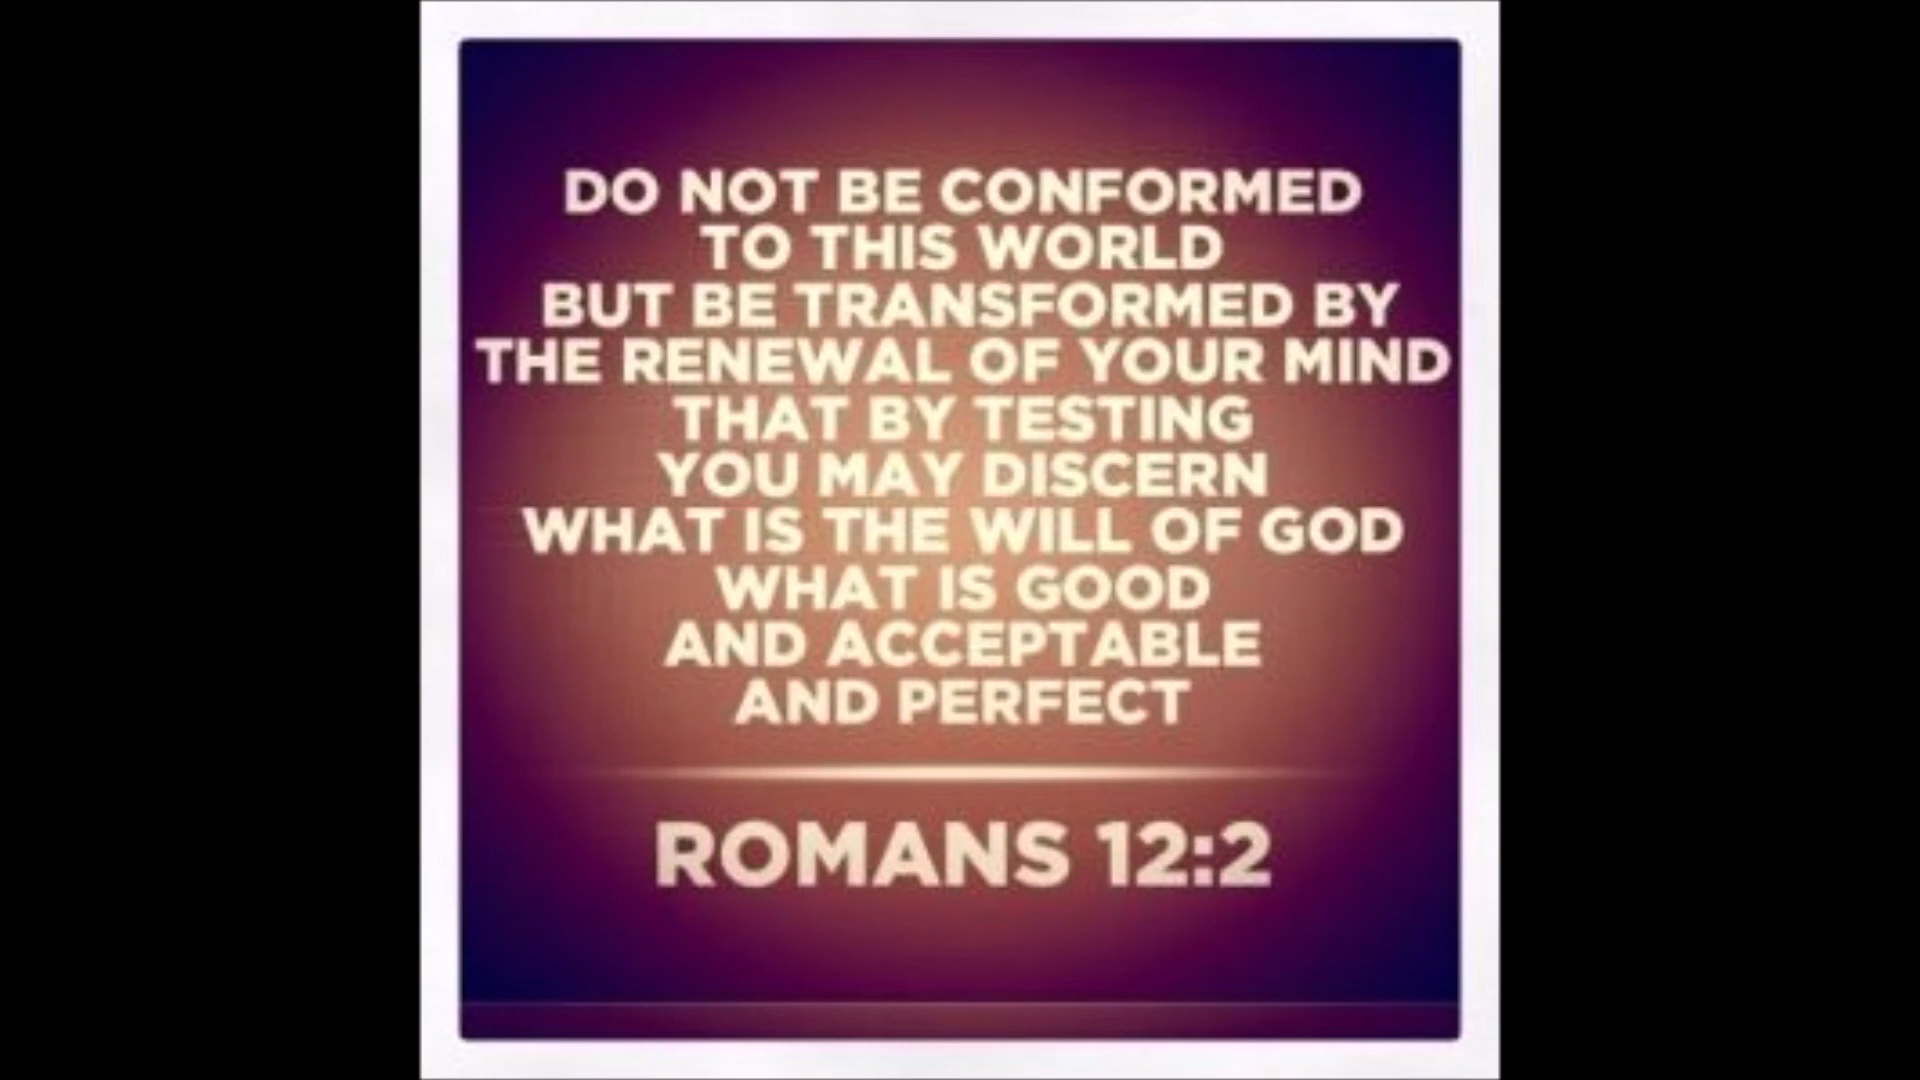 DO NOT BE CONFORMED
TO THIS WORLD
BUT BE TRANSFORMED BY
THE RENEWAL OF YOUR MIND
THAT BY TESTING
YOU MAY DISCERN
WHAT IS THE WILL OF GOD
WHAT IS GOOD
AND ACCEPTABLE
AND PERFECT
ROMANS 12:2